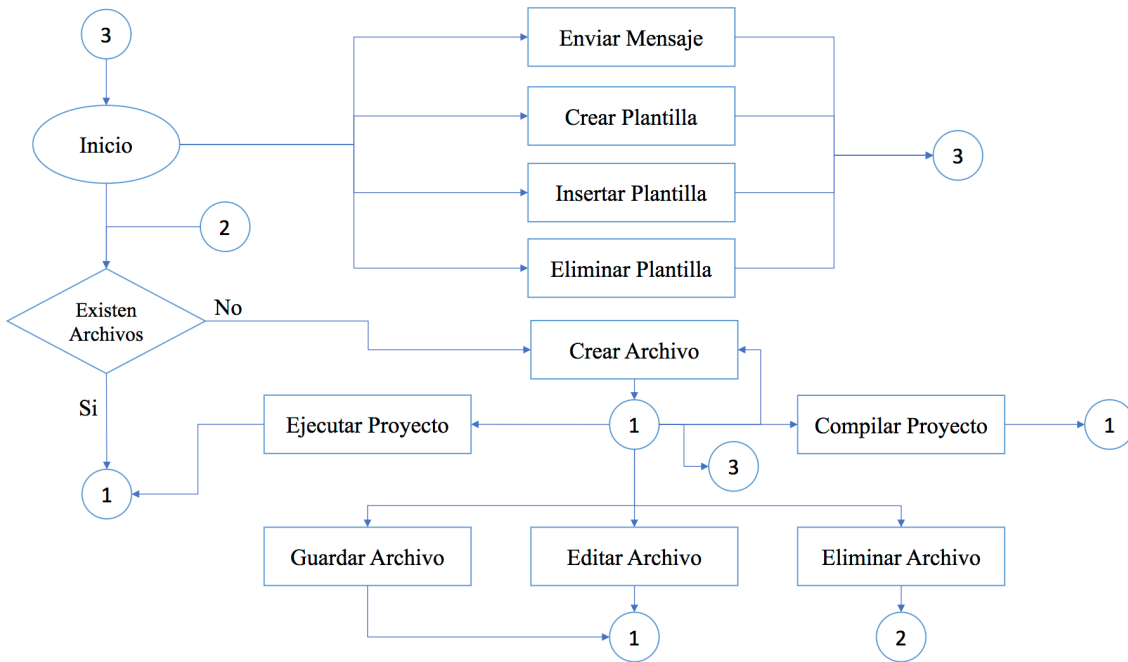 3
Enviar Mensaje
Crear Plantilla
Inicio
3
Insertar Plantilla
2
Eliminar Plantilla
Existen
Archivos
No
Crear Archivo
Si
Ejecutar Proyecto
1
Compilar Proyecto
1
3
1
Guardar Archivo
Editar Archivo
Eliminar Archivo
1
2